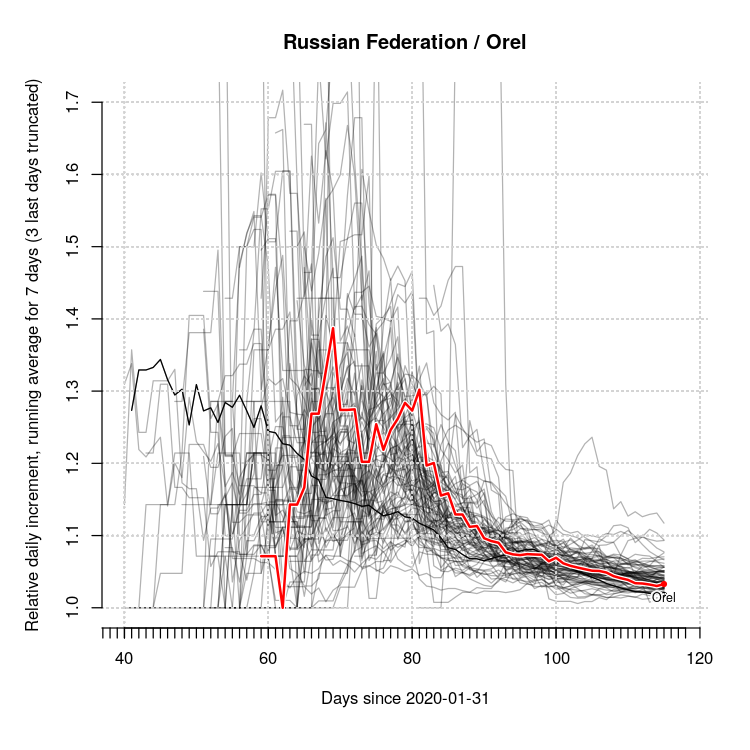 Russian Federation / Orel
Relative daily increment, running average for 7 days (3 last days truncated)
1.7
1.6
1.5
1.4
1.3
1.2
1.1
1.0
Orel
40 60 80 100 120
Days since 2020-01-31